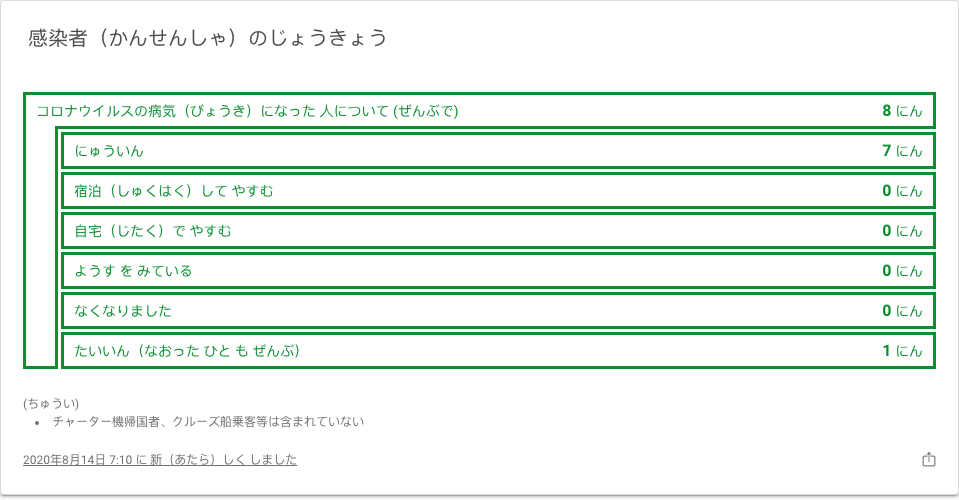 感染者（かんせんしゃ）のじょうきょう
コロナウイルスの病気（びょうき）になった 人について (ぜんぶで) 8 にん
にゅういん 7 にん
宿泊（しゅくはく）して やすむ 0 にん
自宅（じたく）で やすむ 0 にん
ようす を みている 0 にん
なくなりました 0 にん
たいいん（なおった ひと も ぜんぶ） 1 にん
(ちゅうい)
• チャーター機帰国者、クルーズ船乗客等は含まれていない
2020年8月14日 7:10 に 新（あたら）しく しました